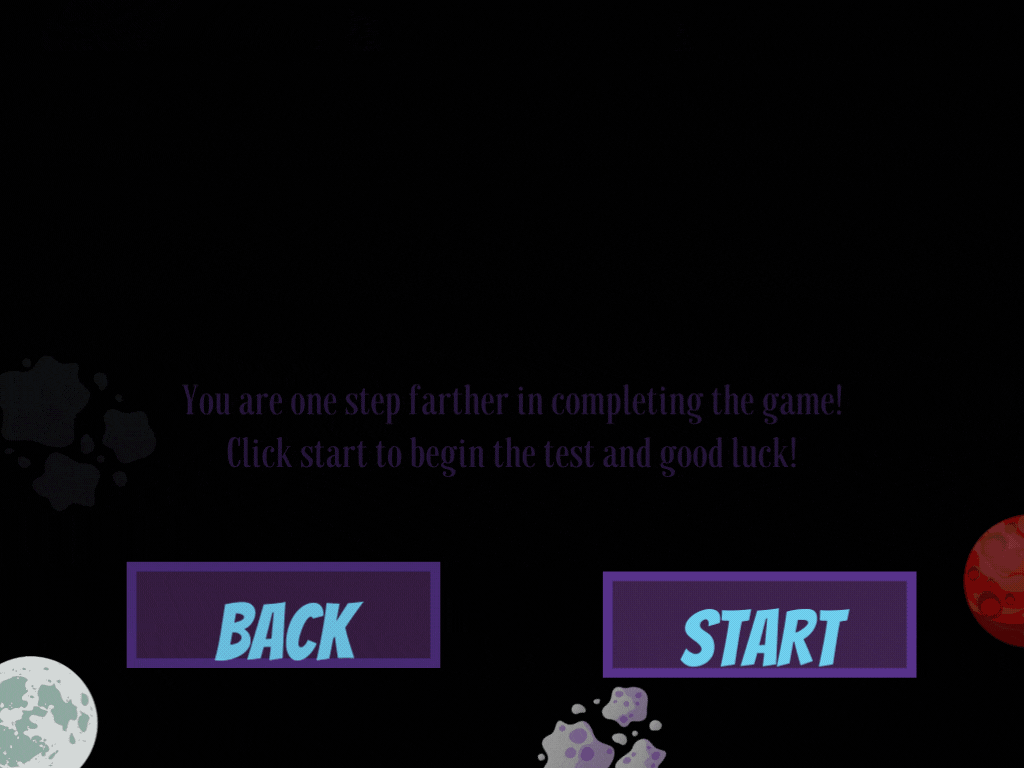 You are one step farther in completing the game!
Click start to begin the test and good luck!
BACK
START